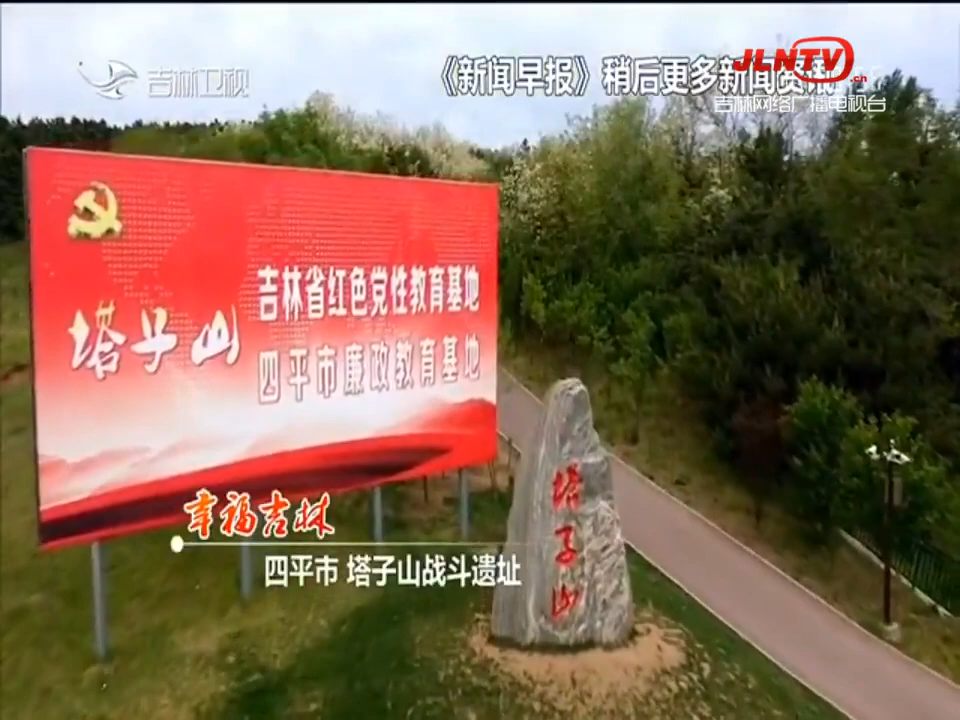 吉林卫视
《新闻早报》稍后更多新闻资讯
JLNTV.cn
吉林网络广播电视台
塔子山
吉林省红色党性教育基地
四平市廉政教育基地
塔子山
幸福吉林
四平市 塔子山战斗遗址